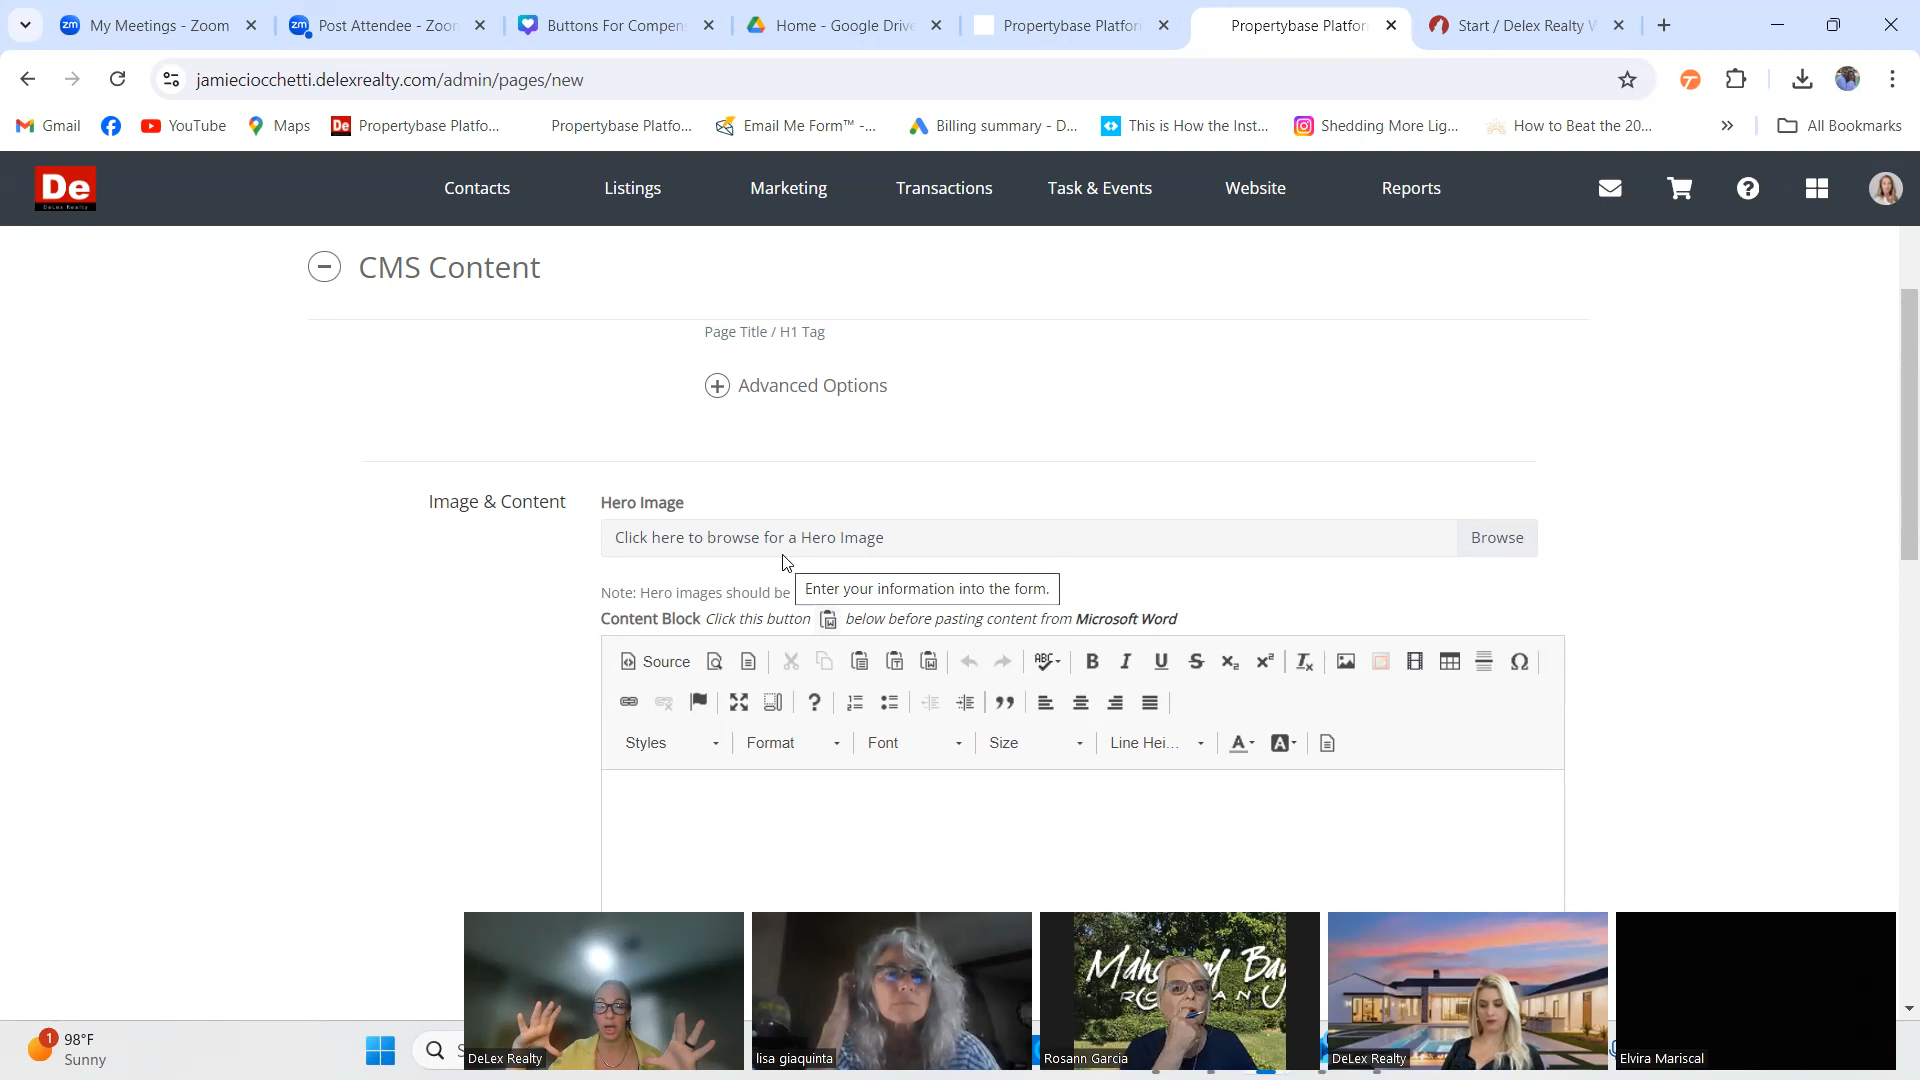 My Meetings - Zoom
Post Attendee - Zoo
Buttons For Compens
Home - Google Drive
Propertybase Platfor
Propertybase Platfor
Start / Delex Realty W
jamieciocchetti.delexrealty.com/admin/pages/new
Gmail
YouTube
Maps
De
Propertybase Platfo...
Propertybase Platfo...
Email Me Form™ -...
Billing summary - D...
This is How the Inst...
Shedding More Lig...
How to Beat the 20...
All Bookmarks
De
DeLex Realty
Contacts
Listings
Marketing
Transactions
Task & Events
Website
Reports
CMS Content
Page Title / H1 Tag
Advanced Options
Image & Content
Hero Image
Click here to browse for a Hero Image
Browse
Note: Hero images should be
Enter your information into the form.
Content Block Click this button below before pasting content from Microsoft Word
Source
Styles
Format
Font
Size
Line Hei...
98°F
Sunny
1
DeLex Realty
lisa giaquinta
Rosann Garcia
DeLex Realty
Elvira Mariscal